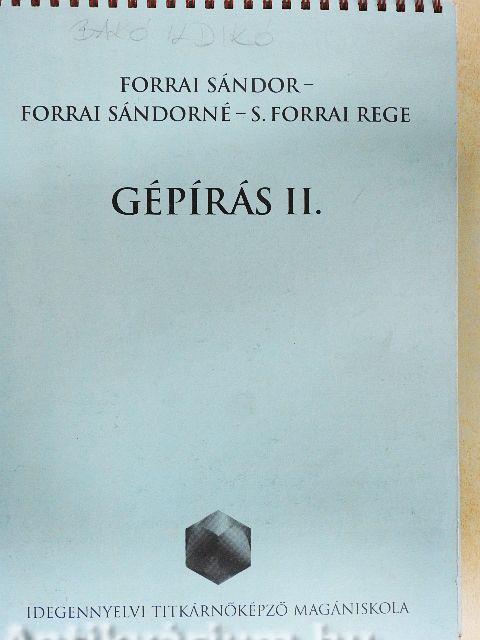 BAKÓ ILDIKÓ
FORRAI SÁNDOR –
FORRAI SÁNDORNÉ – S. FORRAI REGE
GÉPÍRÁS II.
IDEGENNYELVI TITKÁRNŐKÉPZŐ MAGÁNISKOLA